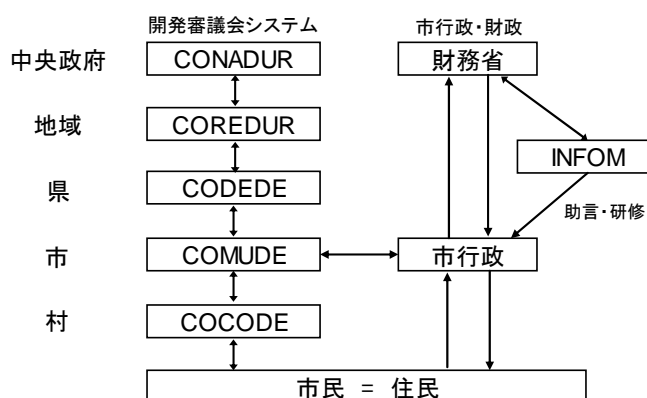 開発審議会システム 市行政・財政
中央政府 CONADUR 財務省
地域 COREDUR
INFOM
県 CODEDE
助言・研修
市 COMUDE 市行政
村 COCODE
市民 = 住民